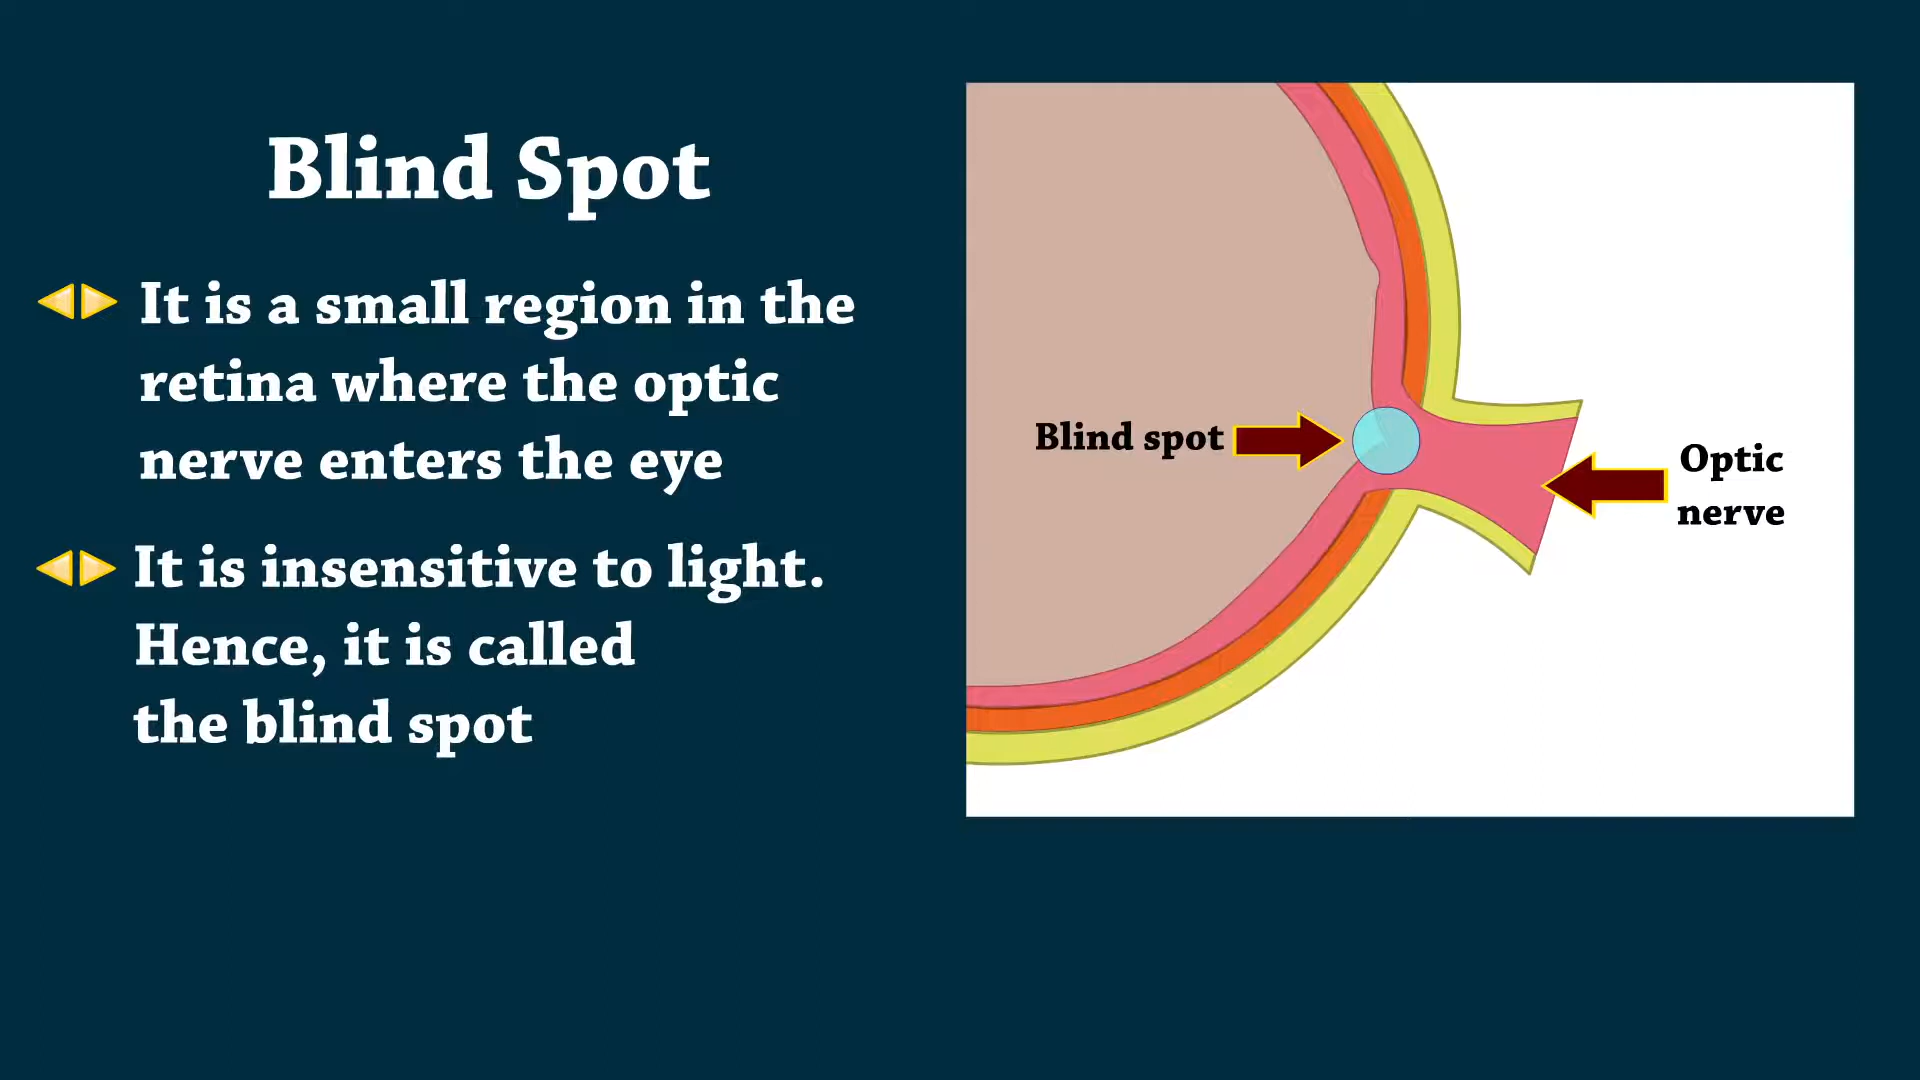 Blind Spot
It is a small region in the
retina where the optic
nerve enters the eye
It is insensitive to light.
Hence, it is called
the blind spot
Blind spot
Optic
nerve